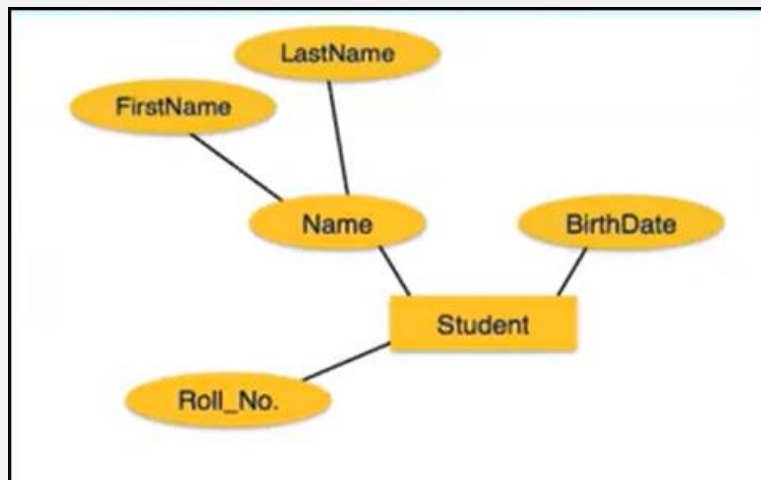 LastName
FirstName
Name
BirthDate
Student
Roll_No.